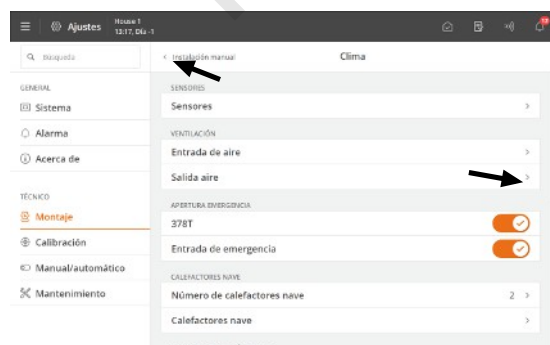 Ajustes
House 1
13:17, Día -1
Búsqueda
Instalación manual
Clima
GENERAL
Sistema
Alarma
Acerca de
TÉCNICO
Montaje
Calibración
Manual/automático
Mantenimiento
SENSORES
Sensores
VENTILACIÓN
Entrada de aire
Salida aire
APERTURA EMERGENCIA
378T
Entrada de emergencia
CALEFACTORES NAVE
Número de calefactores nave
2
Calefactores nave